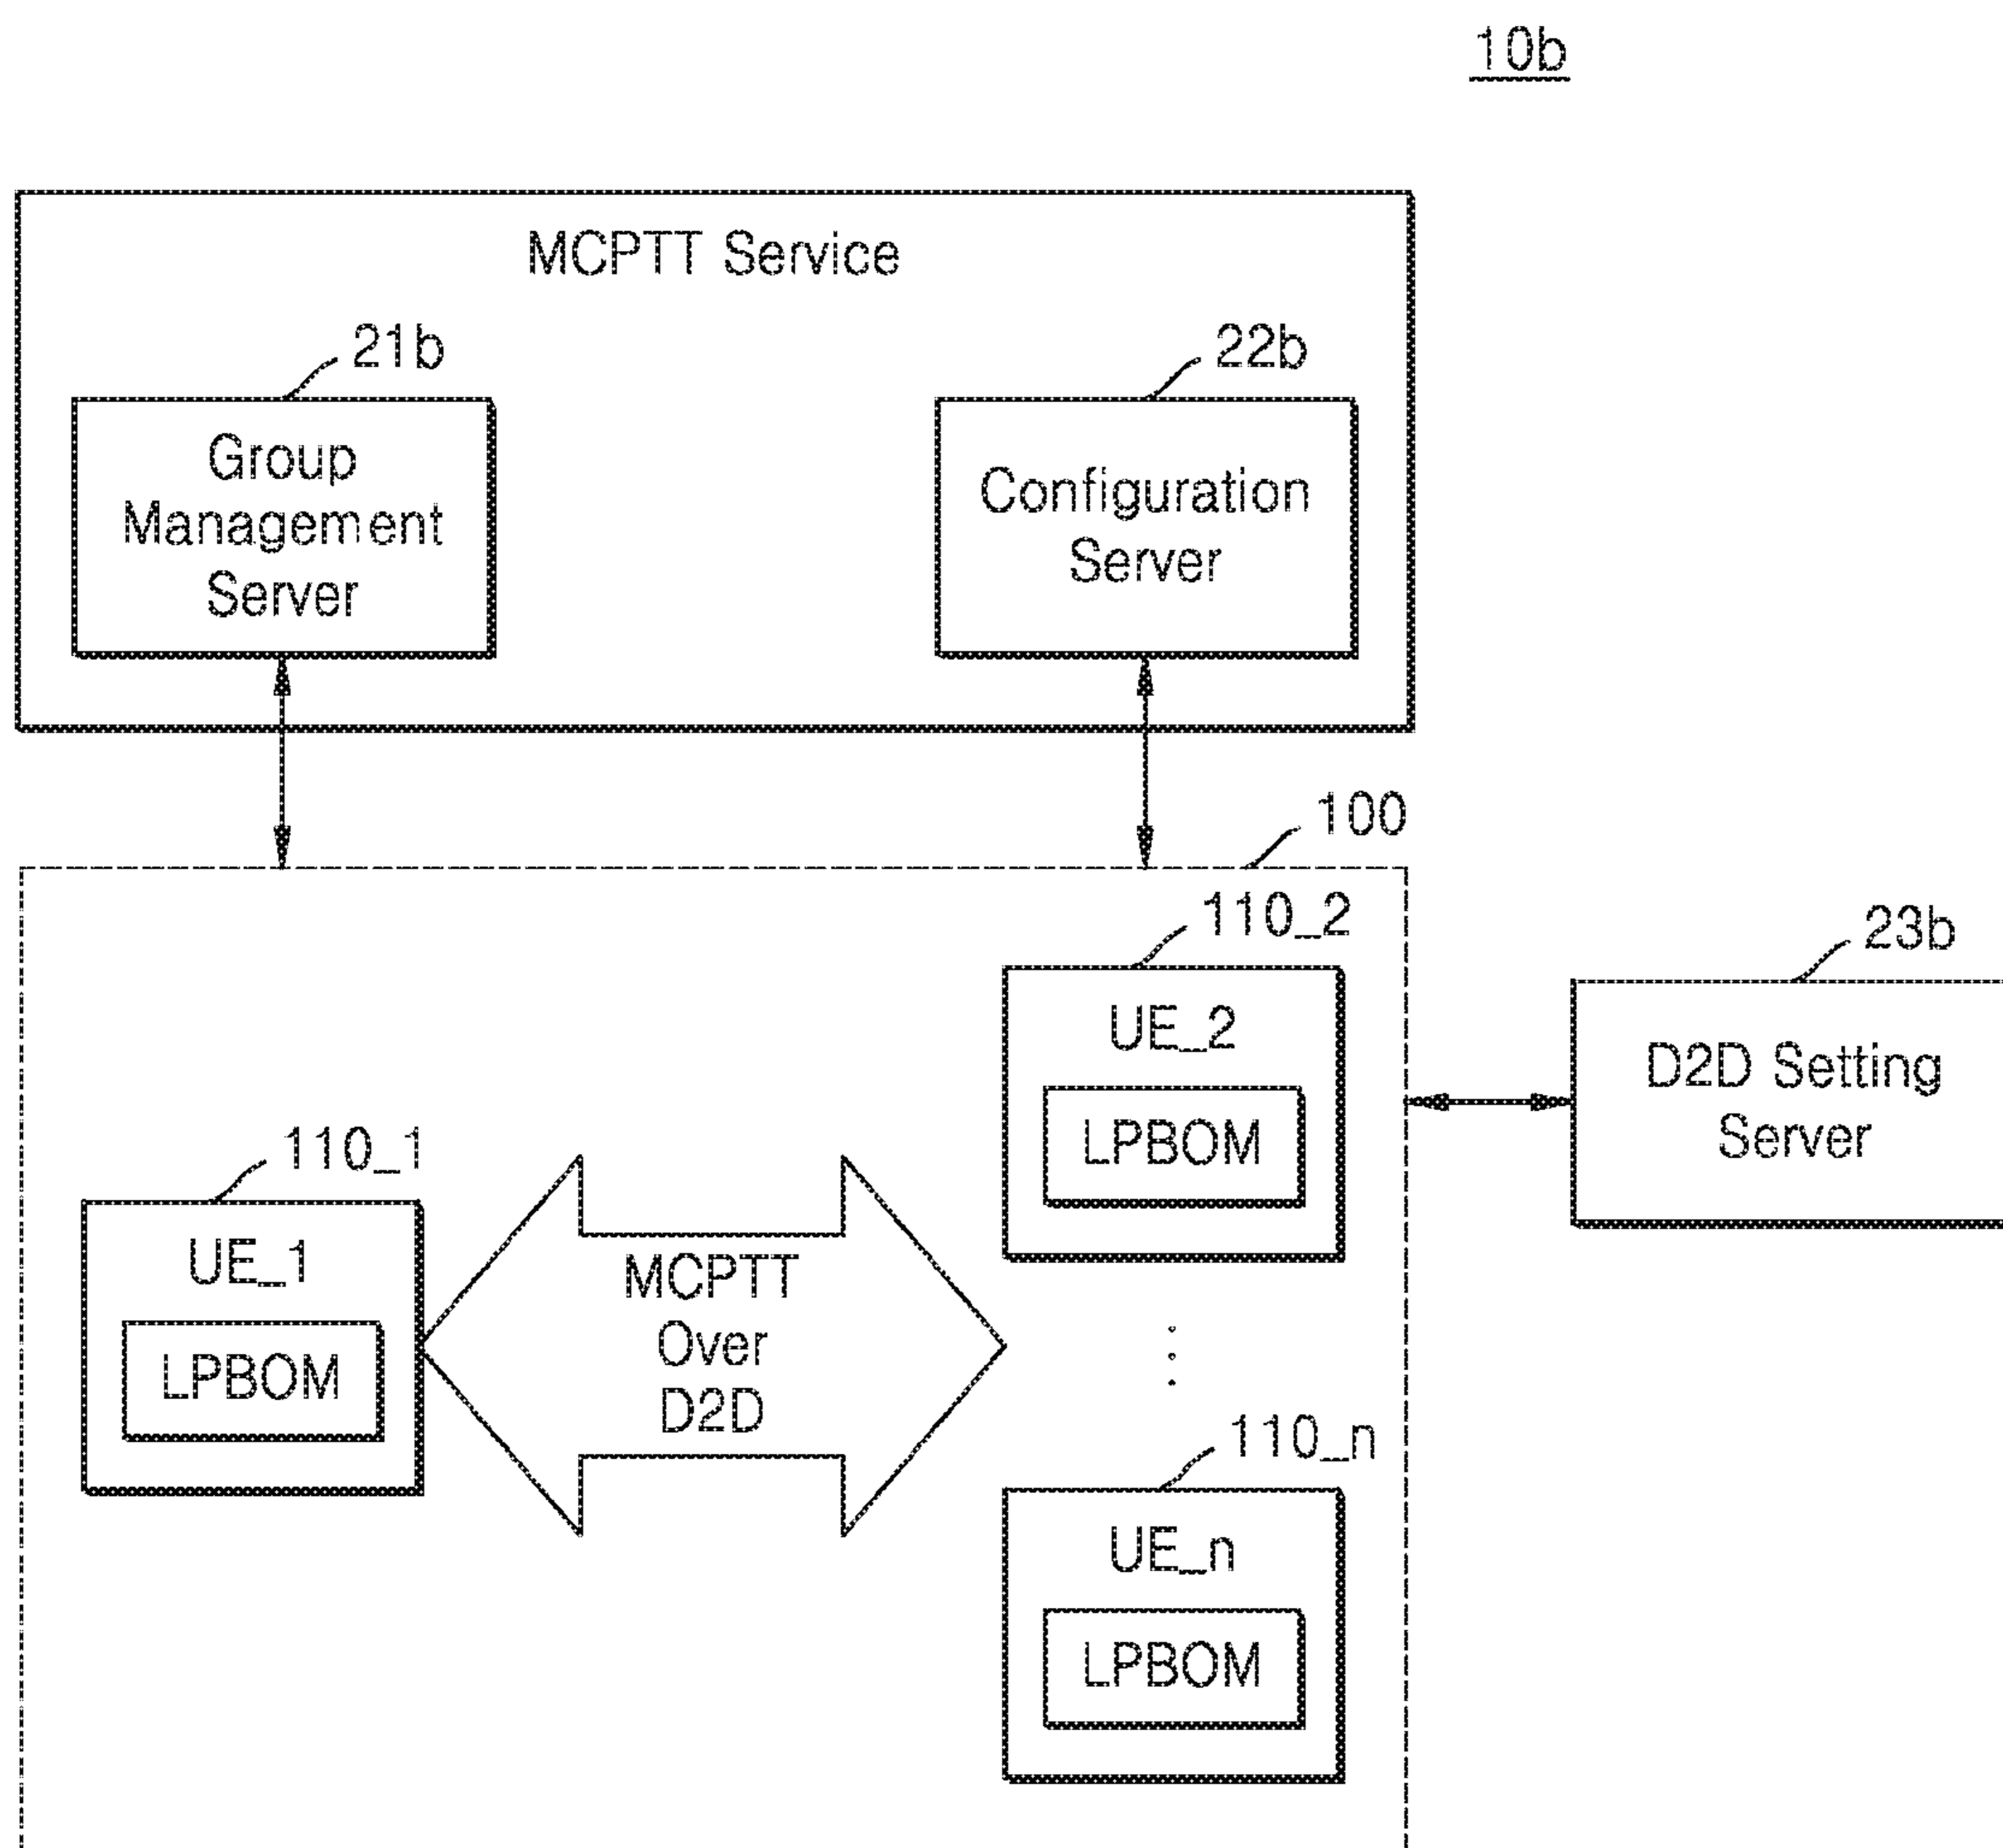 10b
MCPTT Service
21b
22b
Group
Management
Server
Configuration
Server
100
110_2
23b
UE_2
LPBOM
D2D Setting
Server
110_1
UE_1
LPBOM
MCPTT
Over
D2D
110_n
UE_n
LPBOM